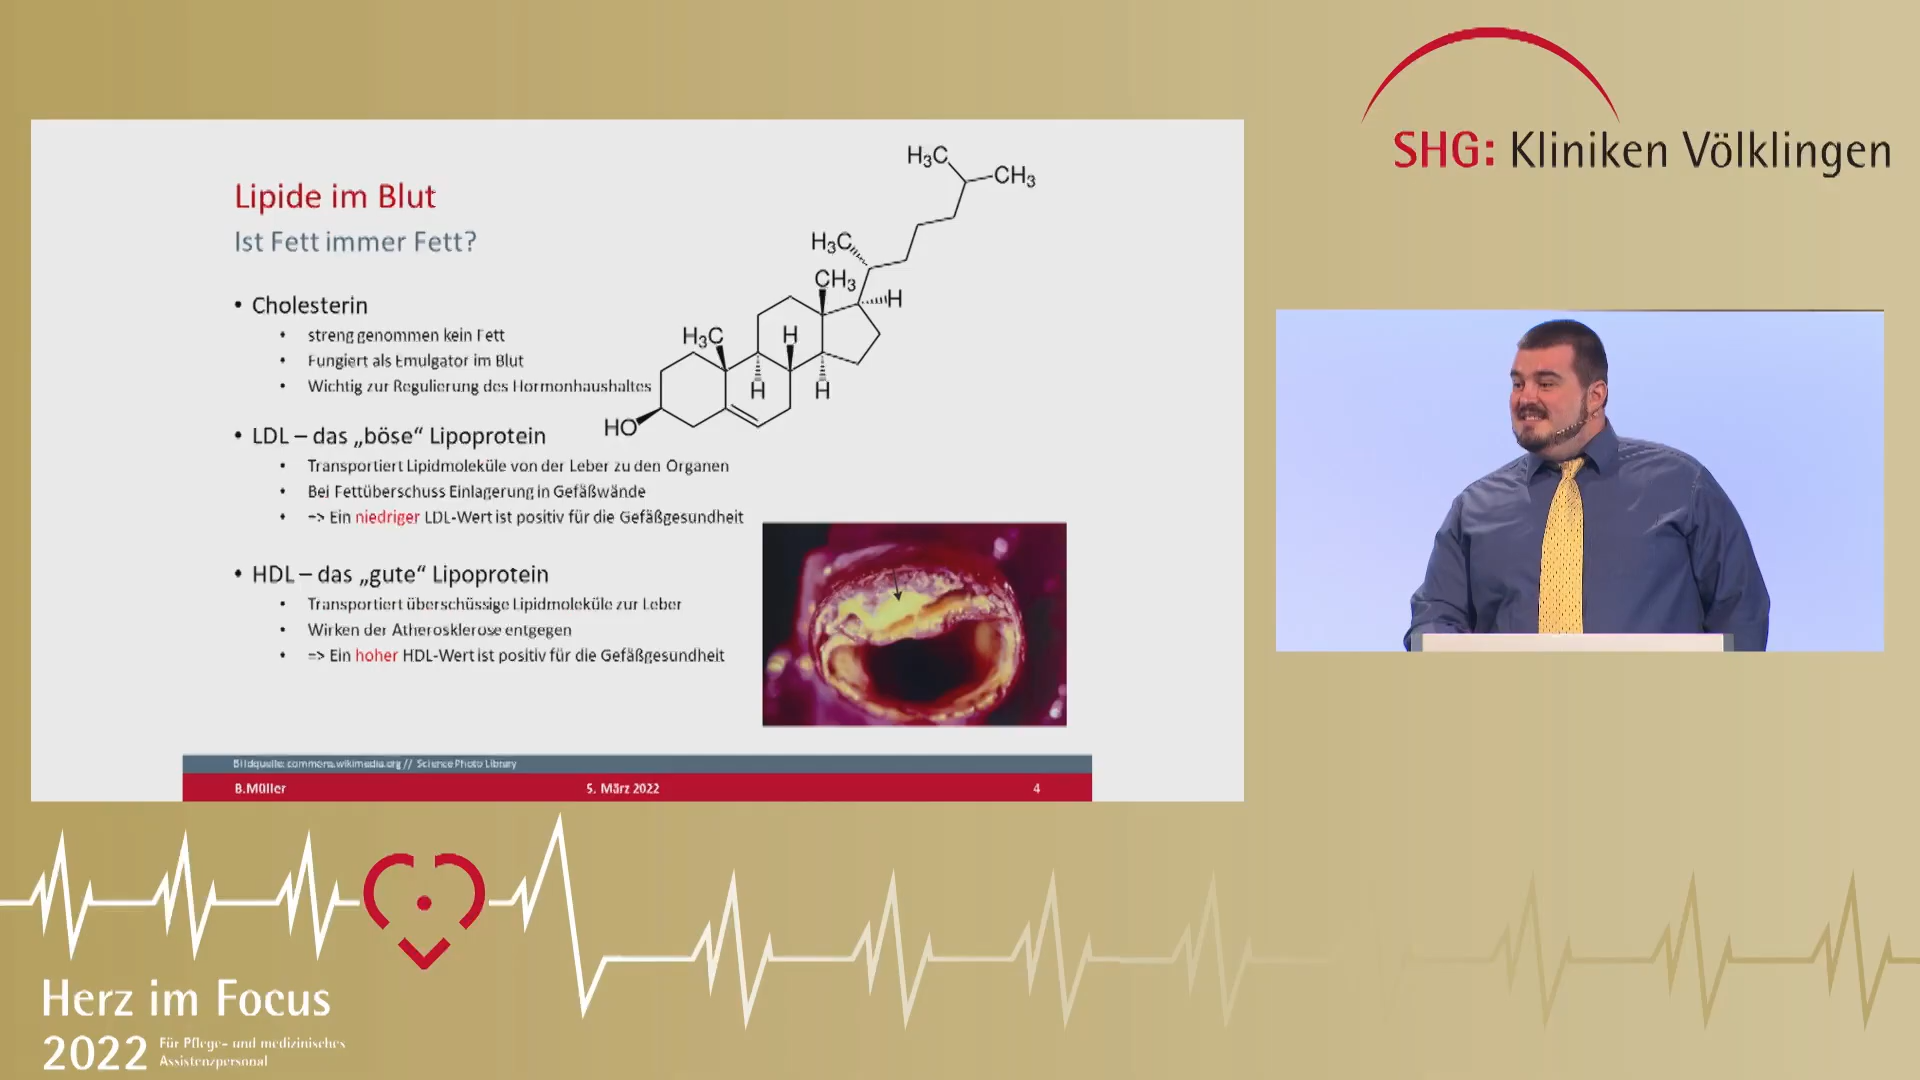 SHG: Kliniken Völklingen
Lipide im Blut
Ist Fett immer Fett?
• Cholesterin
• streng genommen kein Fett
• Fungiert als Emulgator im Blut
• Wichtig zur Regulierung des Hormonhaushaltes
• LDL – das „böse“ Lipoprotein
• Transportiert Lipidmoleküle von der Leber zu den Organen
• Bei Fettüberschuss Einlagerung in Gefäßwände
• => Ein niedriger LDL-Wert ist positiv für die Gefäßgesundheit
• HDL – das „gute“ Lipoprotein
• Transportiert überschüssige Lipidmoleküle zur Leber
• Wirken der Atherosklerose entgegen
• => Ein hoher HDL-Wert ist positiv für die Gefäßgesundheit
H₃C
CH₃
H₃C
CH₃
H
H₃C
H
H
H
HO
Bildquelle: commons.wikimedia.org // Science Photo Library
B.Müller 5. März 2022 4
Herz im Focus
2022 Für Pflege- und medizinisches
Assistenzpersonal